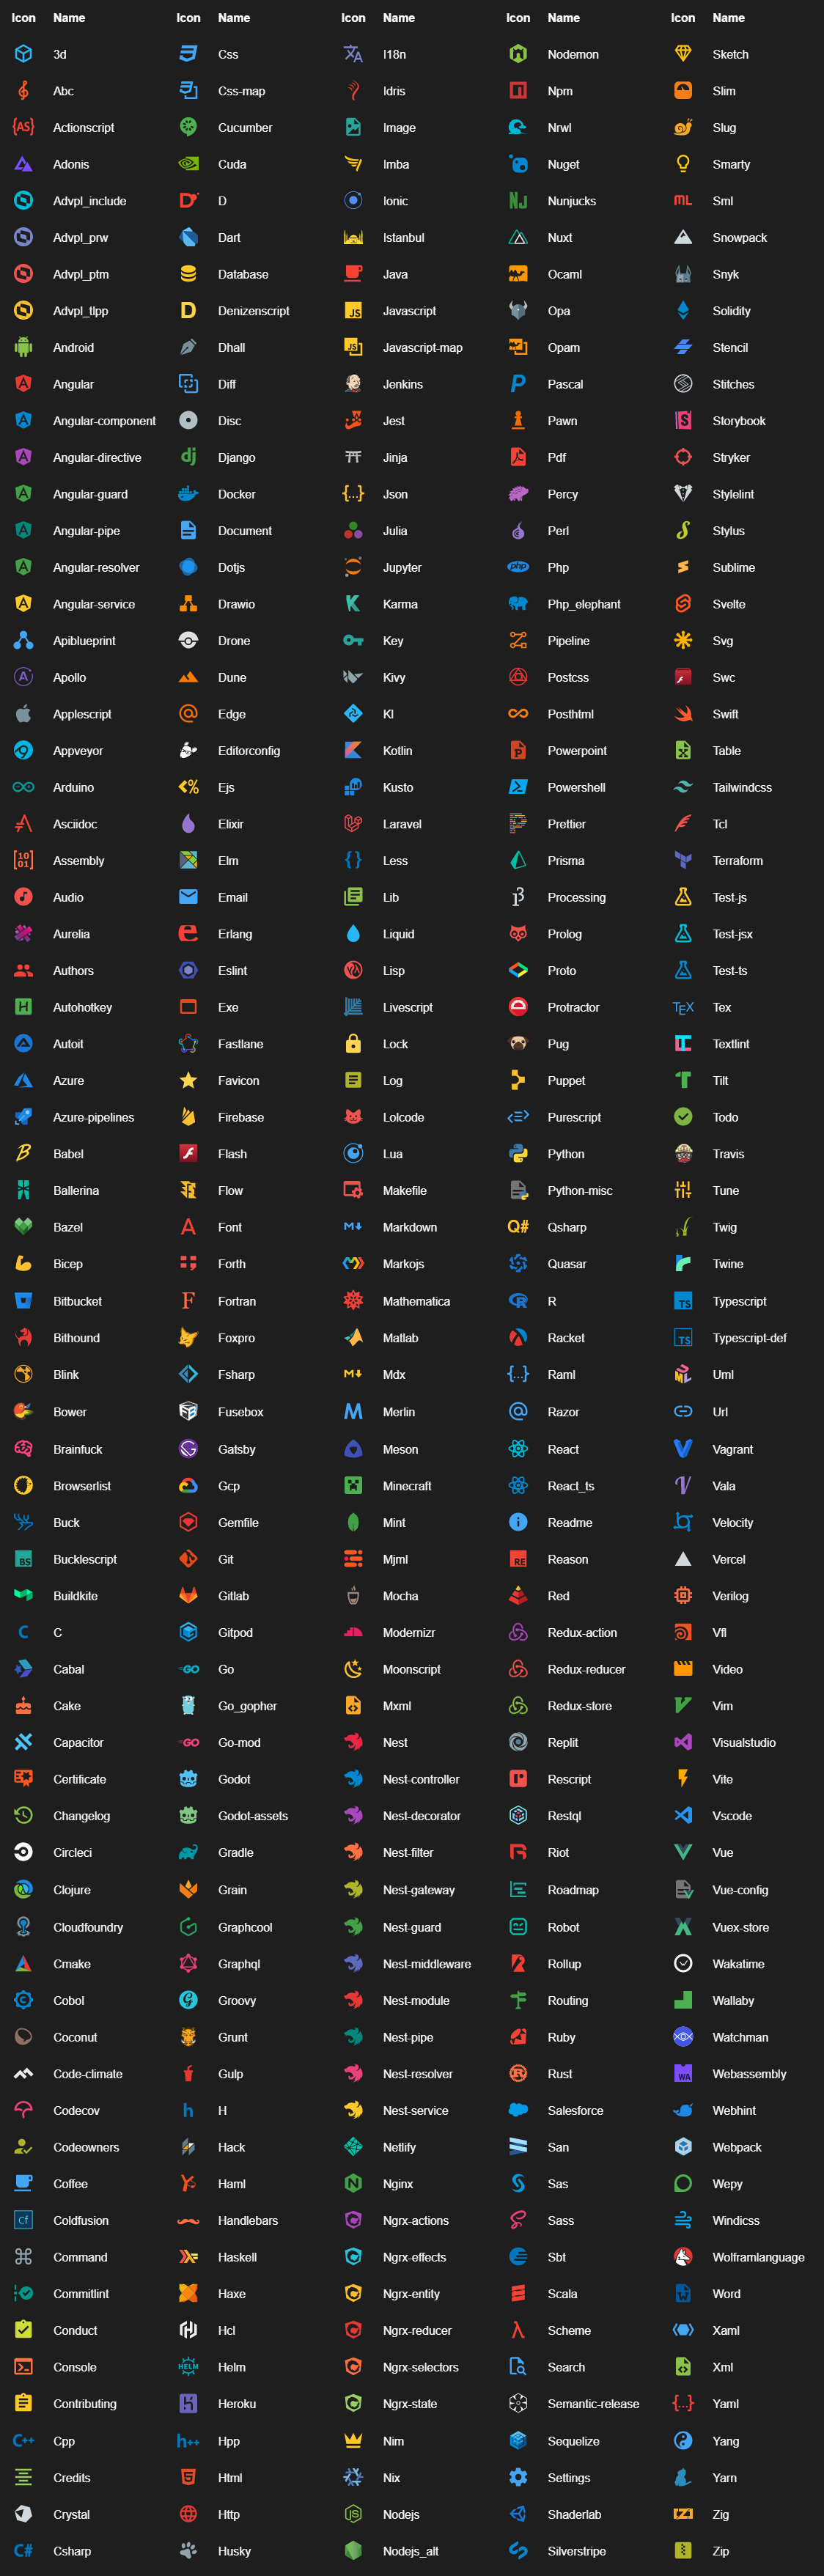 Icon Name Icon Name Icon Name Icon Name Icon Name
3d Css I18n Nodemon Sketch
Abc Css-map Idris Npm Slim
Actionscript Cucumber Image Nrwl Slug
Adonis Cuda Imba Nuget Smarty
Advpl_include D Ionic Nunjucks Sml
Advpl_prw Dart Istanbul Nuxt Snowpack
Advpl_ptm Database Java Ocaml Snyk
Advpl_tlpp Denizenscript Javascript Opa Solidity
Android Dhall Javascript-map Opam Stencil
Angular Diff Jenkins Pascal Stitches
Angular-component Disc Jest Pawn Storybook
Angular-directive Django Jinja Pdf Stryker
Angular-guard Docker Json Percy Stylelint
Angular-pipe Document Julia Perl Stylus
Angular-resolver Dotjs Jupyter Php Sublime
Angular-service Drawio Karma Php_elephant Svelte
Apiblueprint Drone Key Pipeline Svg
Apollo Dune Kivy Postcss Swc
Applescript Edge Kl Posthtml Swift
Appveyor Editorconfig Kotlin Powerpoint Table
Arduino Ejs Kusto Powershell Tailwindcss
Asciidoc Elixir Laravel Prettier Tcl
Assembly Elm Less Prisma Terraform
Audio Email Lib Processing Test-js
Aurelia Erlang Liquid Prolog Test-jsx
Authors Eslint Lisp Proto Test-ts
Autohotkey Exe Livescript Protractor Tex
Autoit Fastlane Lock Pug Textlint
Azure Favicon Log Puppet Tilt
Azure-pipelines Firebase Lolcode Purescript Todo
Babel Flash Lua Python Travis
Ballerina Flow Makefile Python-misc Tune
Bazel Font Markdown Qsharp Twig
Bicep Forth Markojs Quasar Twine
Bitbucket Fortran Mathematica R Typescript
Bithound Foxpro Matlab Racket Typescript-def
Blink Fsharp Mdx Raml Uml
Bower Fusebox Merlin Razor Url
Brainfuck Gatsby Meson React Vagrant
Browserlist Gcp Minecraft React_ts Vala
Buck Gemfile Mint Readme Velocity
Bucklescript Git Mjml Reason Vercel
Buildkite Gitlab Mocha Red Verilog
C Gitpod Modernizr Redux-action Vfl
Cabal Go Moonscript Redux-reducer Video
Cake Go_gopher Mxml Redux-store Vim
Capacitor Go-mod Nest Replit Visualstudio
Certificate Godot Nest-controller Rescript Vite
Changelog Godot-assets Nest-decorator Restql Vscode
Circleci Gradle Nest-filter Riot Vue
Clojure Grain Nest-gateway Roadmap Vue-config
Cloudfoundry Graphcool Nest-guard Robot Vuex-store
Cmake Graphql Nest-middleware Rollup Wakatime
Cobol Groovy Nest-module Routing Wallaby
Coconut Grunt Nest-pipe Ruby Watchman
Code-climate Gulp Nest-resolver Rust Webassembly
Codecov H Nest-service Salesforce Webhint
Codeowners Hack Netlify San Webpack
Coffee Haml Nginx Sas Wepy
Coldfusion Handlebars Ngrx-actions Sass Windicss
Command Haskell Ngrx-effects Sbt Wolframlanguage
Commitlint Haxe Ngrx-entity Scala Word
Conduct Hcl Ngrx-reducer Scheme Xaml
Console Helm Ngrx-selectors Search Xml
Contributing Heroku Ngrx-state Semantic-release Yaml
Cpp Hpp Nim Sequelize Yang
Credits Html Nix Settings Yarn
Crystal Http Nodejs Shaderlab Zig
Csharp Husky Nodejs_alt Silverstripe Zip